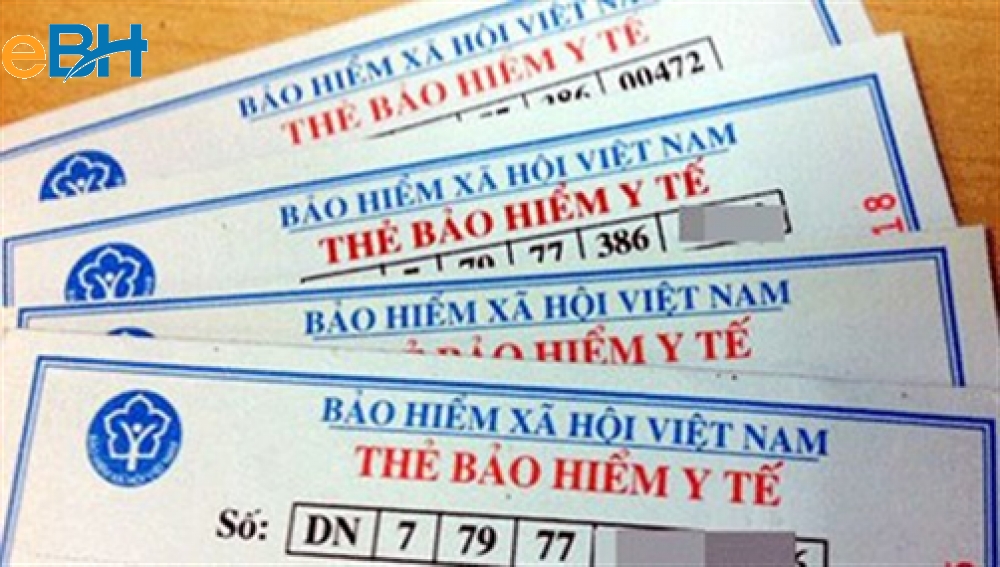 eBH
BẢO HIỂM XÃ HỘI VIỆT
THẺ BẢO HIỂM Y TẾ
386 00472
BẢO HIỂM XÃ HỘI VIỆT NAM
THẺ BẢO HIỂM Y TẾ
7 79 77 386
18
BẢO HIỂM XÃ HỘI VIỆT NAM
THẺ BẢO HIỂM Y TẾ
BẢO HIỂM XÃ HỘI VIỆT NAM
THẺ BẢO HIỂM Y TẾ
Số: DN 7 79 77